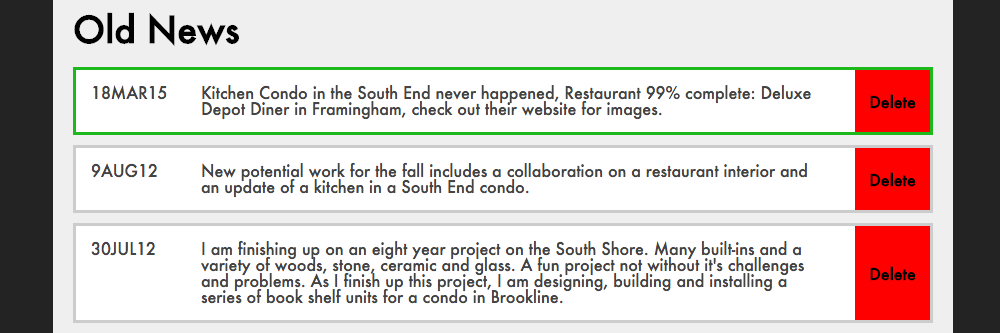 Old News
18MAR15
Kitchen Condo in the South End never happened, Restaurant 99% complete: Deluxe
Depot Diner in Framingham, check out their website for images.
Delete
9AUG12
New potential work for the fall includes a collaboration on a restaurant interior and
an update of a kitchen in a South End condo.
Delete
30JUL12
I am finishing up on an eight year project on the South Shore. Many built-ins and a
variety of woods, stone, ceramic and glass. A fun project not without it's challenges
and problems. As I finish up this project, I am designing, building and installing a
series of book shelf units for a condo in Brookline.
Delete